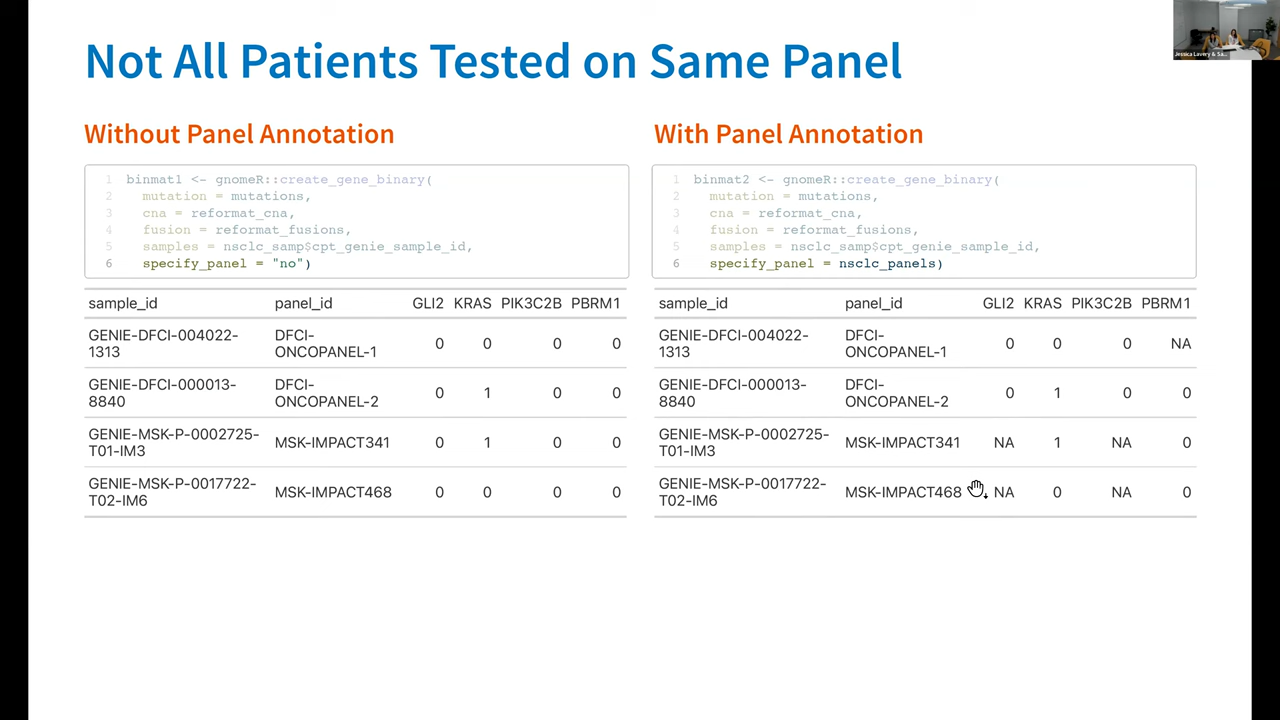 Not All Patients Tested on Same Panel
Jessica Lavery & Sa...
Without Panel Annotation
1 binmat1 <- gnomeR::create_gene_binary(
2 mutation = mutations,
3 cna = reformat_cna,
4 fusion = reformat_fusions,
5 samples = nsclc_samp$cpt_genie_sample_id,
6 specify_panel = "no")
sample_id panel_id GLI2 KRAS PIK3C2B PBRM1
GENIE-DFCI-004022-
1313 DFCI-
ONCOPANEL-1 0 0 0 0
GENIE-DFCI-000013-
8840 DFCI-
ONCOPANEL-2 0 1 0 0
GENIE-MSK-P-0002725-
T01-IM3 MSK-IMPACT341 0 1 0 0
GENIE-MSK-P-0017722-
T02-IM6 MSK-IMPACT468 0 0 0 0
With Panel Annotation
1 binmat2 <- gnomeR::create_gene_binary(
2 mutation = mutations,
3 cna = reformat_cna,
4 fusion = reformat_fusions,
5 samples = nsclc_samp$cpt_genie_sample_id,
6 specify_panel = nsclc_panels)
sample_id panel_id GLI2 KRAS PIK3C2B PBRM1
GENIE-DFCI-004022-
1313 DFCI-
ONCOPANEL-1 0 0 0 NA
GENIE-DFCI-000013-
8840 DFCI-
ONCOPANEL-2 0 1 0 0
GENIE-MSK-P-0002725-
T01-IM3 MSK-IMPACT341 NA 1 NA 0
GENIE-MSK-P-0017722-
T02-IM6 MSK-IMPACT468 NA 0 NA 0